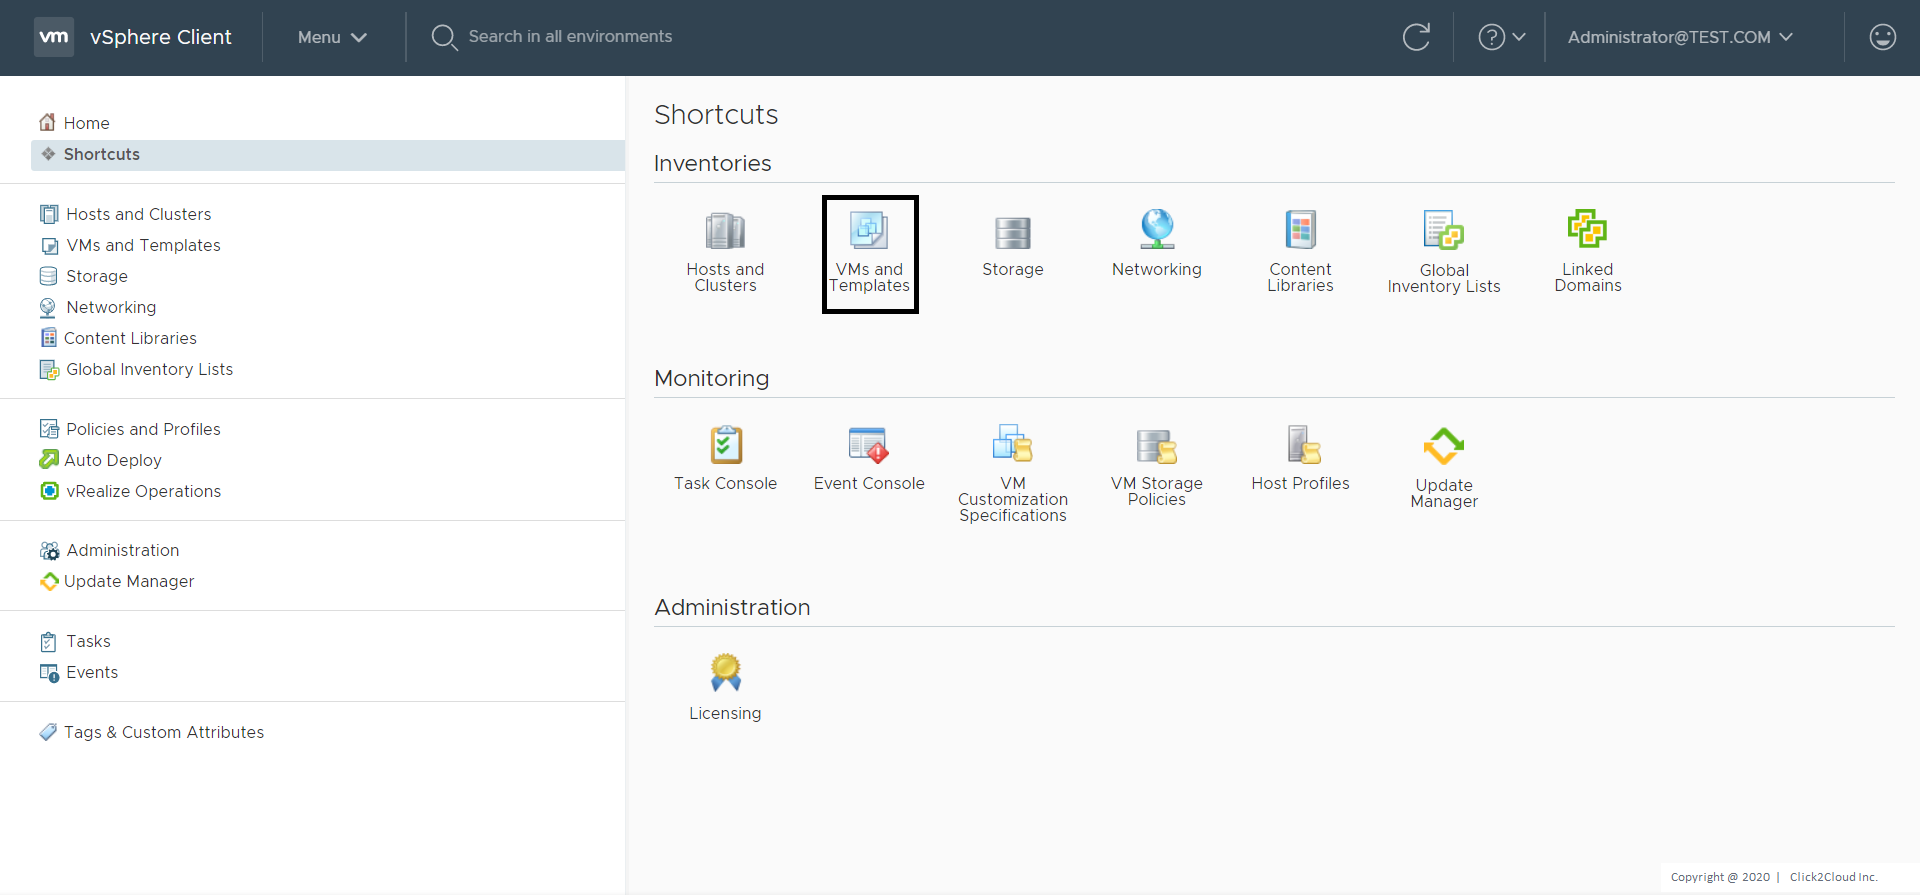 vm vSphere Client Menu Search in all environments ? Administrator@TEST.COM
Home
Shortcuts
Hosts and Clusters
VMs and Templates
Storage
Networking
Content Libraries
Global Inventory Lists
Policies and Profiles
Auto Deploy
vRealize Operations
Administration
Update Manager
Tasks
Events
Tags & Custom Attributes
Shortcuts
Inventories
Hosts and
Clusters
VMs and
Templates
Storage
Networking
Content
Libraries
Global
Inventory Lists
Linked
Domains
Monitoring
Task Console
Event Console
VM
Customization
Specifications
VM Storage
Policies
Host Profiles
Update
Manager
Administration
Licensing
Copyright @ 2020 | Click2Cloud Inc.